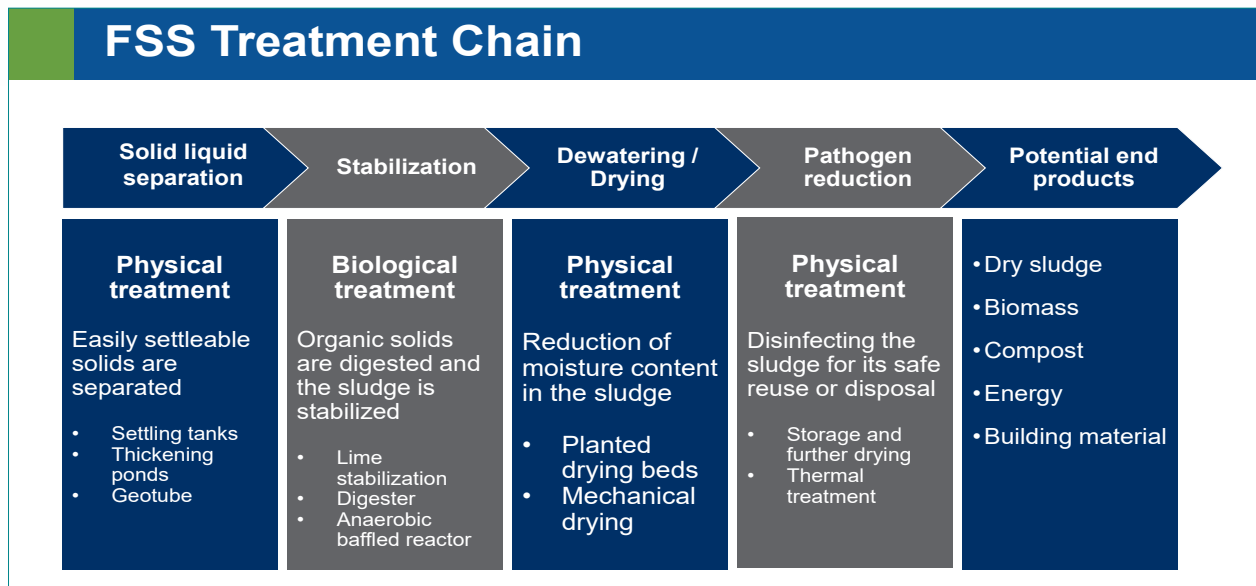 FSS Treatment Chain
Solid liquid
separation
Stabilization
Dewatering /
Drying
Pathogen
reduction
Potential end
products
Physical
treatment
Easily settleable
solids are
separated
• Settling tanks
• Thickening
ponds
• Geotube
Biological
treatment
Organic solids
are digested and
the sludge is
stabilized
• Lime
stabilization
• Digester
• Anaerobic
baffled reactor
Physical
treatment
Reduction of
moisture content
in the sludge
• Planted
drying beds
• Mechanical
drying
Physical
treatment
Disinfecting the
sludge for its safe
reuse or disposal
• Storage and
further drying
• Thermal
treatment
• Dry sludge
• Biomass
• Compost
• Energy
• Building material